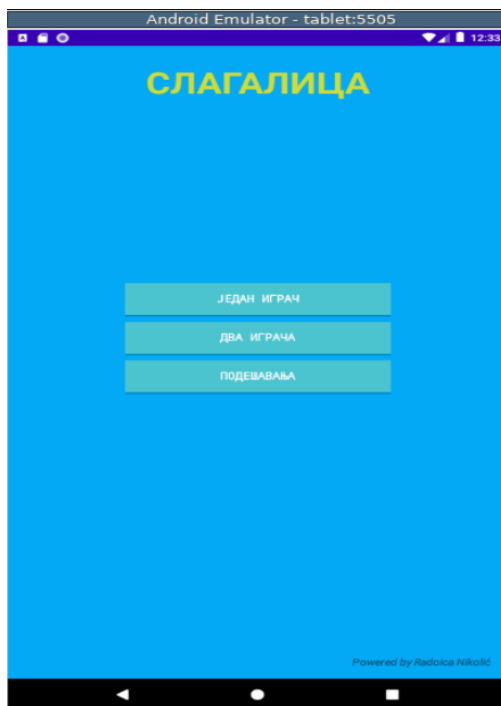 Android Emulator - tablet:5505
12:33
СЛАГАЛИЦА
ЈЕДАН ИГРАЧ
ДВА ИГРАЧА
ПОДЕШАВАЊА
Powered by Radoica Nikolić